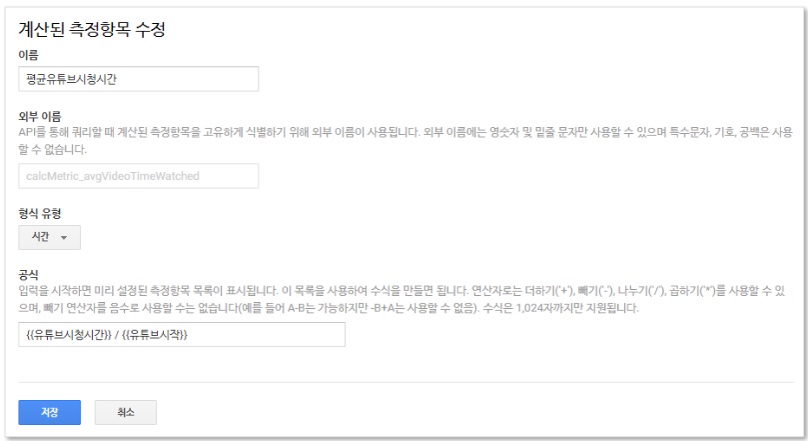 계산된 측정항목 수정
이름
평균유튜브시청시간
외부 이름
API를 통해 쿼리할 때 계산된 측정항목을 고유하게 식별하기 위해 외부 이름이 사용됩니다. 외부 이름에는 영숫자 및 밑줄 문자만 사용할 수 있으며 특수문자, 기호, 공백은 사용
할 수 없습니다.
calcMetric_avgVideoTimeWatched
형식 유형
시간
공식
입력을 시작하면 미리 설정된 측정항목 목록이 표시됩니다. 이 목록을 사용하여 수식을 만들면 됩니다. 연산자로는 더하기('+'), 빼기('-'), 나누기('/'), 곱하기('*')를 사용할 수 있
으며, 빼기 연산자를 음수로 사용할 수는 없습니다(예를 들어 A-B는 가능하지만 -B+A는 사용할 수 없음). 수식은 1,024자까지만 지원됩니다.
{{유튜브시청시간}} / {{유튜브시작}}
저장 취소